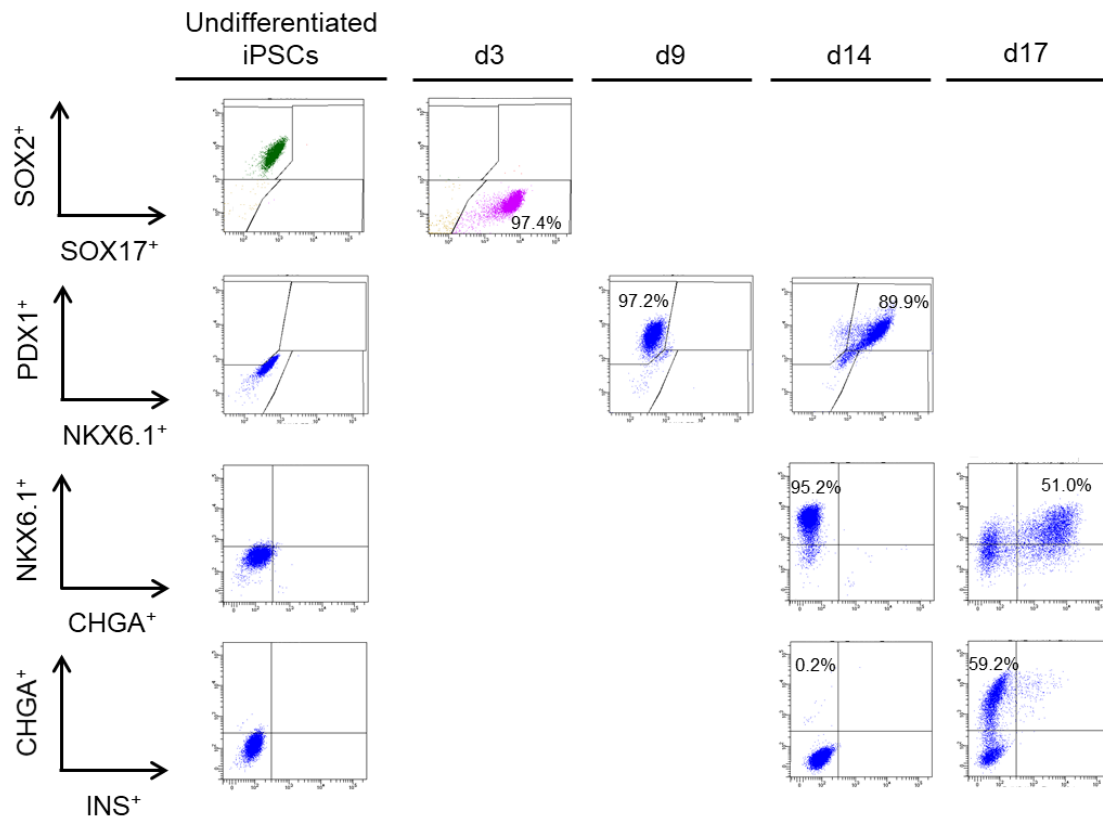 Undifferentiated
iPSCs
d3
d9
d14
d17
SOX2⁺
SOX17⁺
97.4%
PDX1⁺
NKX6.1⁺
97.2%
89.9%
NKX6.1⁺
CHGA⁺
95.2%
51.0%
CHGA⁺
INS⁺
0.2%
59.2%